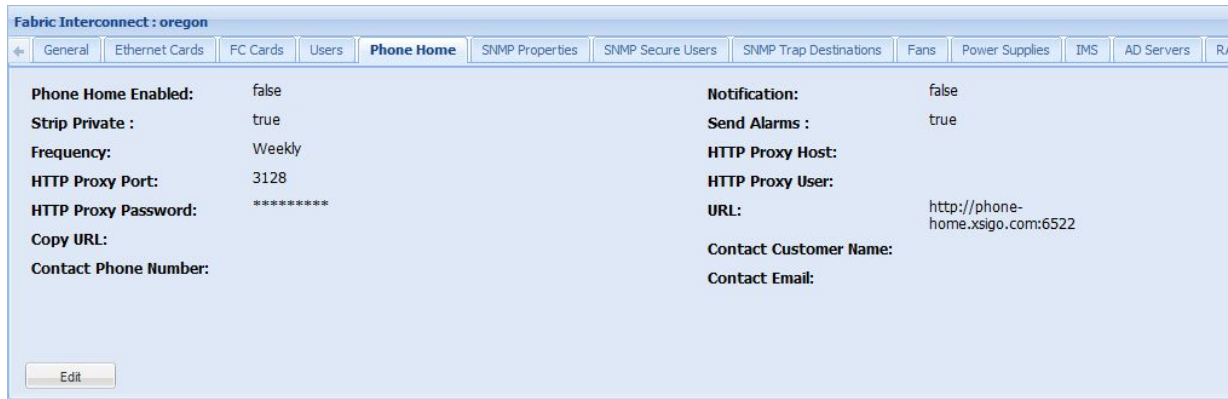 Fabric Interconnect : oregon
General Ethernet Cards FC Cards Users Phone Home SNMP Properties SNMP Secure Users SNMP Trap Destinations Fans Power Supplies IMS AD Servers
Phone Home Enabled: false
Strip Private : true
Frequency: Weekly
HTTP Proxy Port: 3128
HTTP Proxy Password: *********
Copy URL:
Contact Phone Number:
Notification: false
Send Alarms : true
HTTP Proxy Host:
HTTP Proxy User:
URL: http://phone-
home.xsigo.com:6522
Contact Customer Name:
Contact Email:
Edit